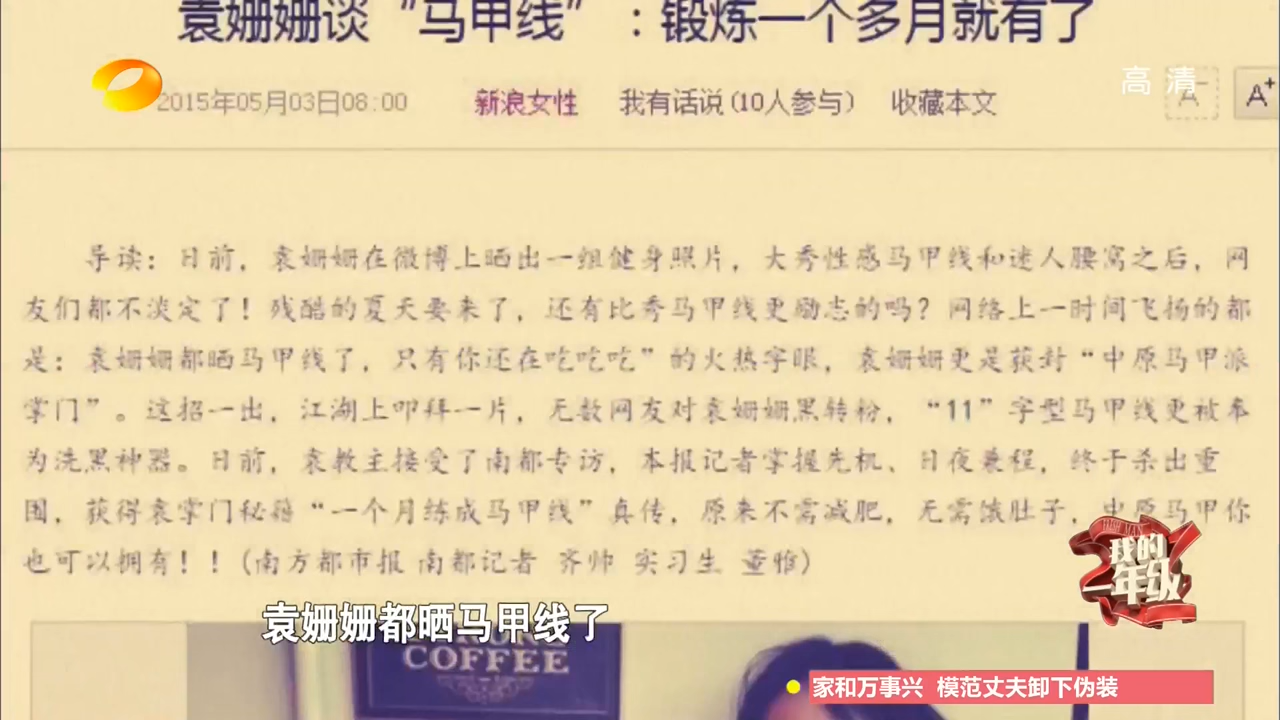 袁姗姗谈“马甲线”：锻炼一个多月就有了
高清
2015年05月03日08:00 新浪女性 我有话说(10人参与) 收藏本文 A- A+
导读：日前，袁姗姗在微博上晒出一组健身照片，大秀性感马甲线和迷人腰窝之后，网
友们都不淡定了！残酷的夏天要来了，还有比秀马甲线更励志的吗？网络上一时间飞扬的都
是：袁姗姗都晒马甲线了，只有你还在吃吃吃”的火热字眼，袁姗姗更是获封“中原马甲派
掌门”。这招一出，江湖上叩拜一片，无数网友对袁姗姗黑转粉，“11”字型马甲线更被奉
为洗黑神器。日前，袁教主接受了南都专访，本报记者掌握先机、日夜兼程，终于杀出重
围，获得袁掌门秘籍“一个月练成马甲线”真传，原来不需减肥，无需饿肚子，中原马甲你
也可以拥有！！(南方都市报 南都记者 齐帅 实习生 董雅)
我的
一年级
袁姗姗都晒马甲线了
COFFEE
家和万事兴 模范丈夫卸下伪装